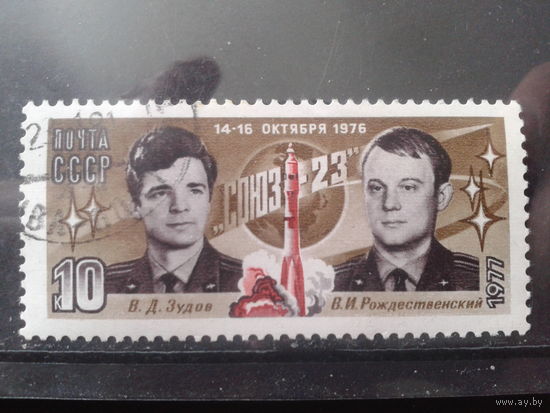 14-16 ОКТЯБРЯ 1976
ПОЧТА
СССР
„СОЮЗ-23"
10
к
В. Д. Зудов
В. И. Рождественский
1977
www.ay.by